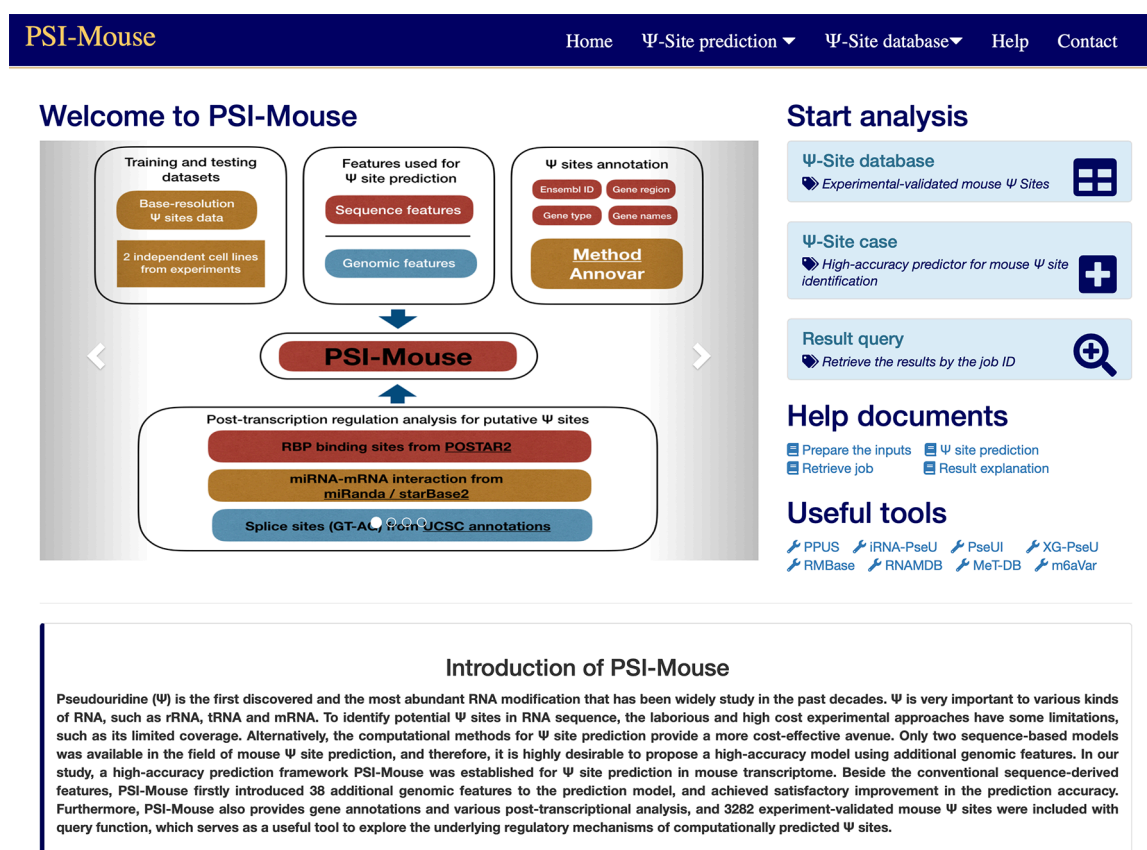 PSI-Mouse
Home Ψ-Site prediction Ψ-Site database Help Contact
Welcome to PSI-Mouse
Training and testing
datasets
Base-resolution
Ψ sites data
2 independent cell lines
from experiments
Features used for
Ψ site prediction
Sequence features
Genomic features
Ψ sites annotation
Ensembl ID Gene region
Gene type Gene names
Method
Annovar
PSI-Mouse
Post-transcription regulation analysis for putative Ψ sites
RBP binding sites from POSTAR2
miRNA-mRNA interaction from
miRanda / starBase2
Splice sites (GT-AG) from UCSC annotations
Start analysis
Ψ-Site database
Experimental-validated mouse Ψ Sites
Ψ-Site case
High-accuracy predictor for mouse Ψ site
identification
Result query
Retrieve the results by the job ID
Help documents
Prepare the inputs Ψ site prediction
Retrieve job Result explanation
Useful tools
PPUS iRNA-PseU PseUI XG-PseU
RMBase RNAMDB MeT-DB m6aVar
Introduction of PSI-Mouse
Pseudouridine (Ψ) is the first discovered and the most abundant RNA modification that has been widely study in the past decades. Ψ is very important to various kinds
of RNA, such as rRNA, tRNA and mRNA. To identify potential Ψ sites in RNA sequence, the laborious and high cost experimental approaches have some limitations,
such as its limited coverage. Alternatively, the computational methods for Ψ site prediction provide a more cost-effective avenue. Only two sequence-based models
was available in the field of mouse Ψ site prediction, and therefore, it is highly desirable to propose a high-accuracy model using additional genomic features. In our
study, a high-accuracy prediction framework PSI-Mouse was established for Ψ site prediction in mouse transcriptome. Beside the conventional sequence-derived
features, PSI-Mouse firstly introduced 38 additional genomic features to the prediction model, and achieved satisfactory improvement in the prediction accuracy.
Furthermore, PSI-Mouse also provides gene annotations and various post-transcriptional analysis, and 3282 experiment-validated mouse Ψ sites were included with
query function, which serves as a useful tool to explore the underlying regulatory mechanisms of computationally predicted Ψ sites.